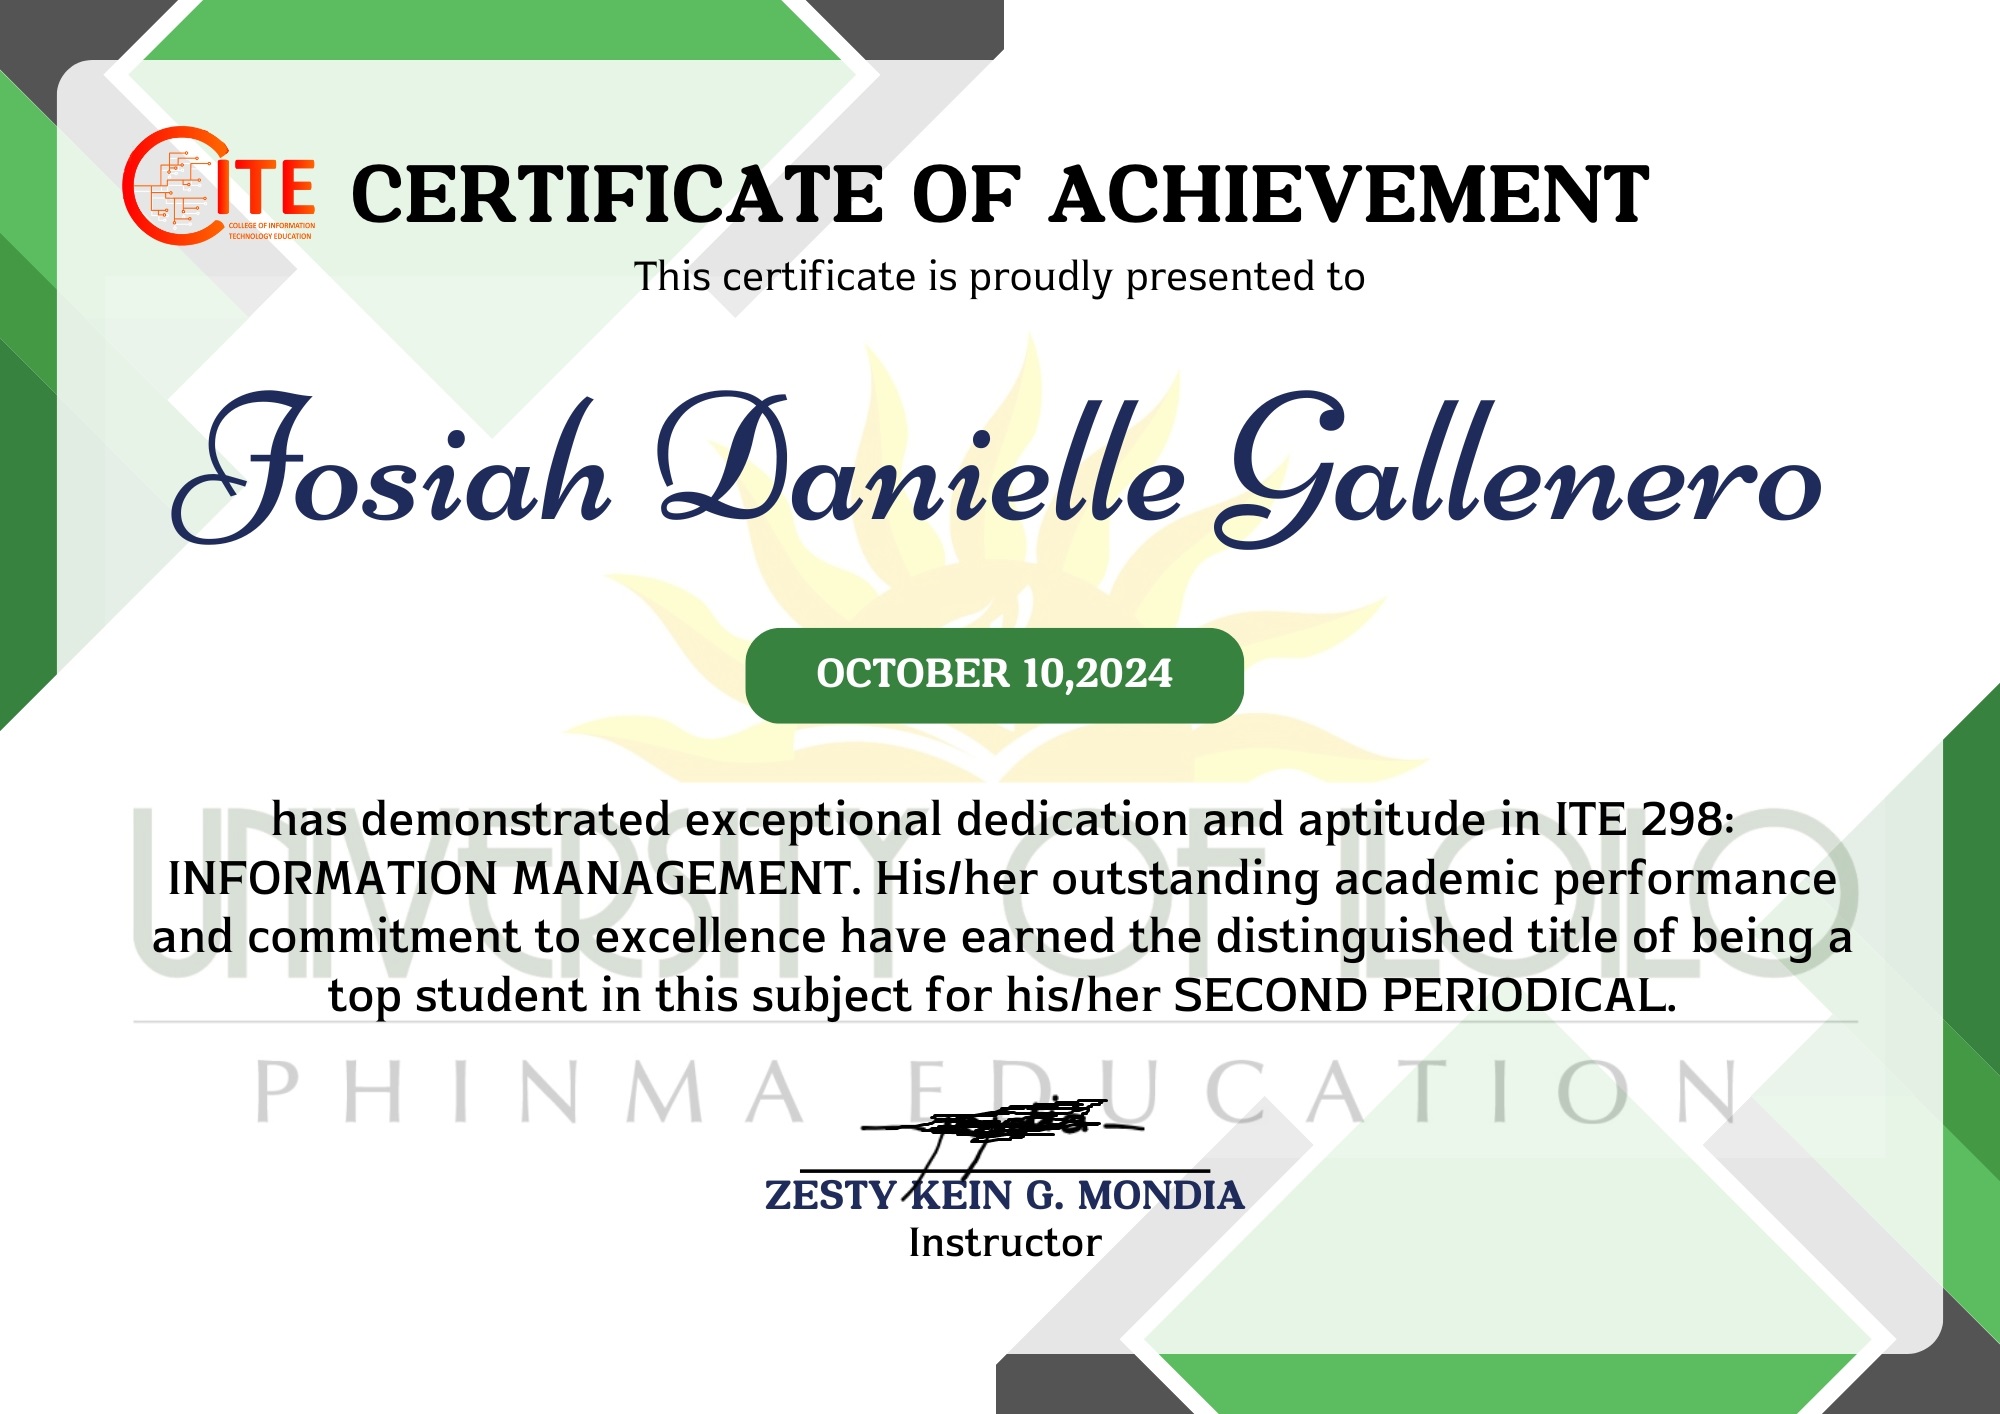 CITE
COLLEGE OF INFORMATION
TECHNOLOGY EDUCATION
CERTIFICATE OF ACHIEVEMENT
This certificate is proudly presented to
Josiah Danielle Gallenero
OCTOBER 10,2024
has demonstrated exceptional dedication and aptitude in ITE 298:
INFORMATION MANAGEMENT. His/her outstanding academic performance
and commitment to excellence have earned the distinguished title of being a
top student in this subject for his/her SECOND PERIODICAL.
UNIVERSITY OF ILOILO
PHINMA EDUCATION
ZESTY KEIN G. MONDIA
Instructor